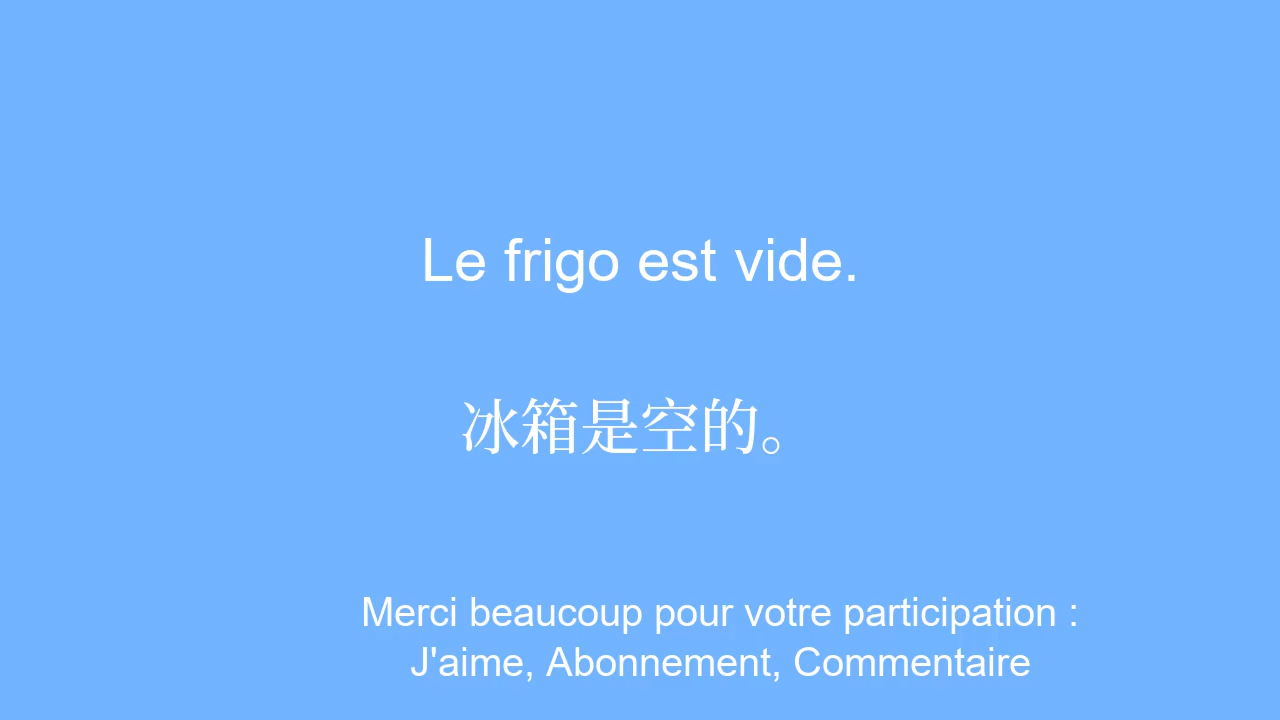 Le frigo est vide.
冰箱是空的。
Merci beaucoup pour votre participation :
J'aime, Abonnement, Commentaire